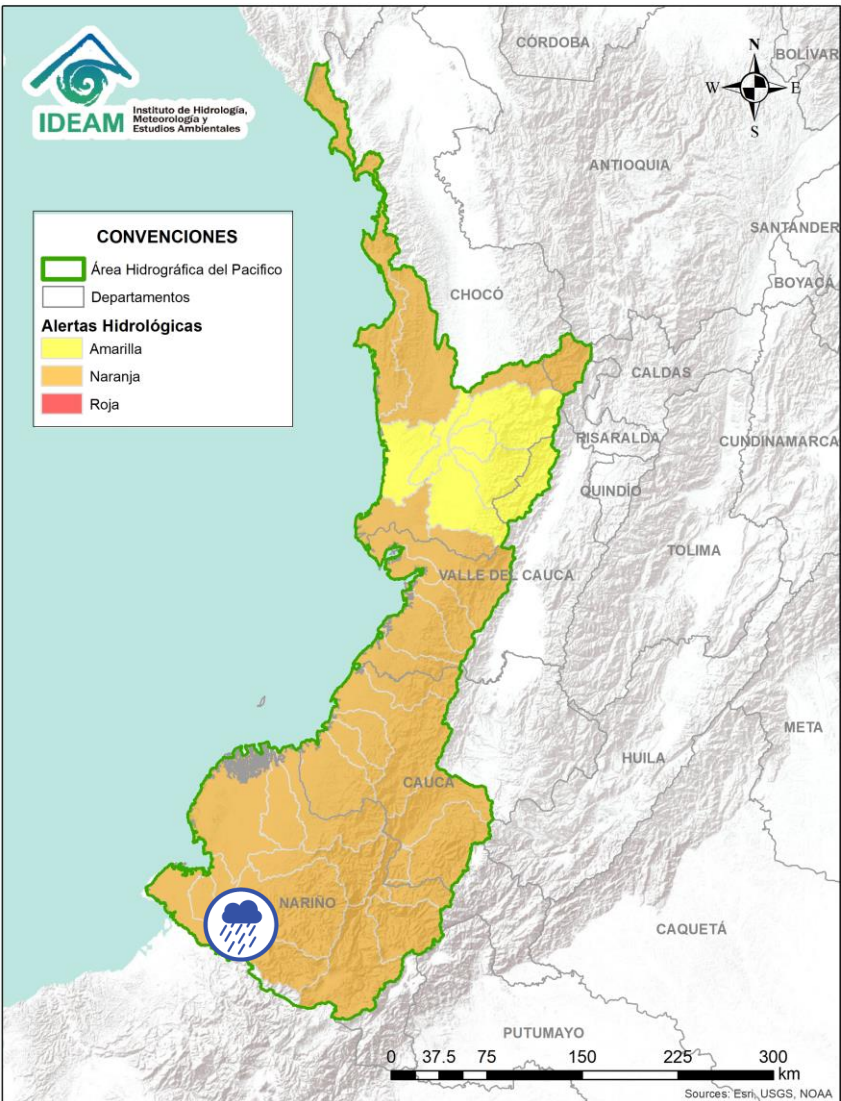 IDEAM
Instituto de Hidrología,
Meteorología y
Estudios Ambientales
N
W
E
S
CONVENCIONES
Área Hidrográfica del Pacifico
Departamentos
Alertas Hidrológicas
Amarilla
Naranja
Roja
CÓRDOBA
BOLIVAR
ANTIOQUIA
SANTANDER
BOYACÁ
CHOCÓ
CALDAS
RISARALDA
CUNDINAMARCA
QUINDÍO
TOLIMA
VALLE DEL CAUCA
META
HUILA
CAUCA
NARIÑO
CAQUETÁ
PUTUMAYO
0 37.5 75 150 225 300
km
Sources: Esri, USGS, NOAA